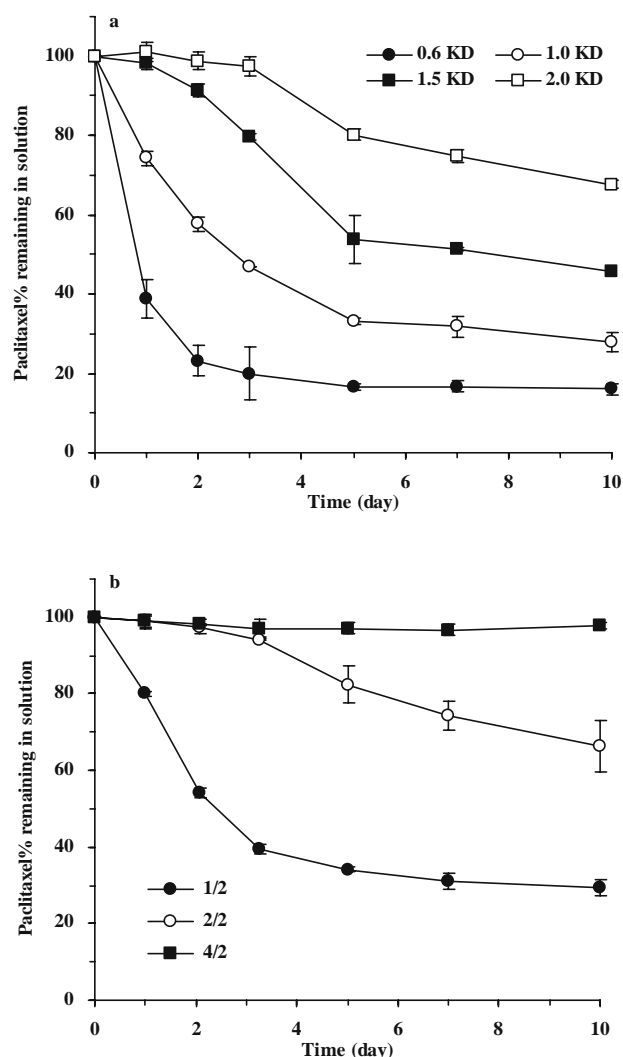 a
0.6 KD 1.0 KD
1.5 KD 2.0 KD
100
80
60
40
20
0
0 2 4 6 8 10
Time (day)
Paclitaxel% remaining in solution
b
100
80
60
40
20
0
1/2
2/2
4/2
0 2 4 6 8 10
Time (day)
Paclitaxel% remaining in solution